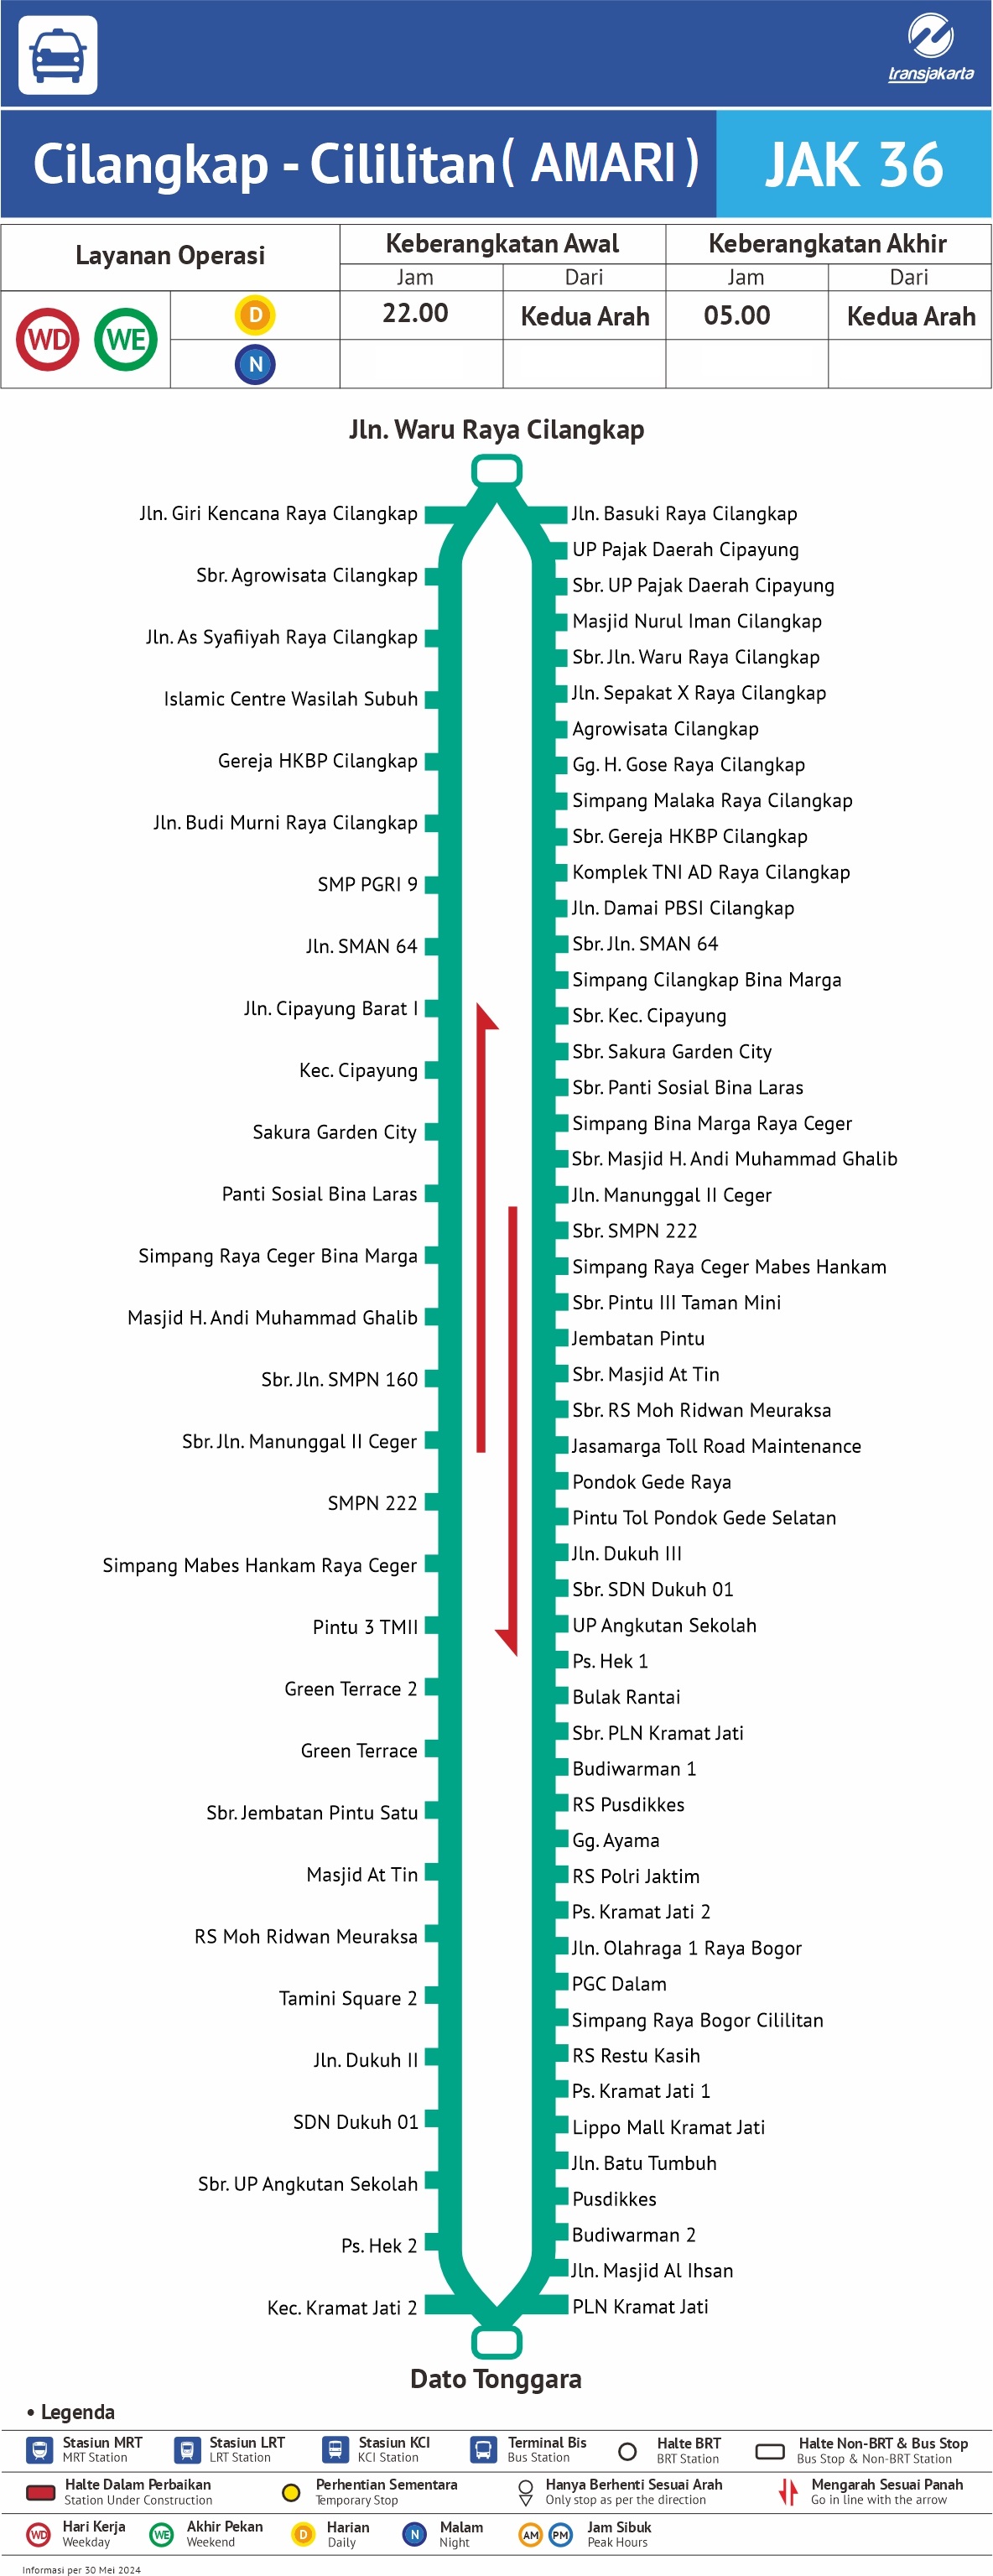 transjakarta
Cilangkap - Cililitan ( AMARI )
JAK 36
Layanan Operasi
Keberangkatan Awal
Keberangkatan Akhir
Jam
Dari
Jam
Dari
WD
WE
D
22.00
Kedua Arah
05.00
Kedua Arah
N
Jln. Waru Raya Cilangkap
Jln. Giri Kencana Raya Cilangkap
Sbr. Agrowisata Cilangkap
Jln. As Syafiiyah Raya Cilangkap
Islamic Centre Wasilah Subuh
Gereja HKBP Cilangkap
Jln. Budi Murni Raya Cilangkap
SMP PGRI 9
Jln. SMAN 64
Jln. Cipayung Barat I
Kec. Cipayung
Sakura Garden City
Panti Sosial Bina Laras
Simpang Raya Ceger Bina Marga
Masjid H. Andi Muhammad Ghalib
Sbr. Jln. SMPN 160
Sbr. Jln. Manunggal II Ceger
SMPN 222
Simpang Mabes Hankam Raya Ceger
Pintu 3 TMII
Green Terrace 2
Green Terrace
Sbr. Jembatan Pintu Satu
Masjid At Tin
RS Moh Ridwan Meuraksa
Tamini Square 2
Jln. Dukuh II
SDN Dukuh 01
Sbr. UP Angkutan Sekolah
Ps. Hek 2
Kec. Kramat Jati 2
Jln. Basuki Raya Cilangkap
UP Pajak Daerah Cipayung
Sbr. UP Pajak Daerah Cipayung
Masjid Nurul Iman Cilangkap
Sbr. Jln. Waru Raya Cilangkap
Jln. Sepakat X Raya Cilangkap
Agrowisata Cilangkap
Gg. H. Gose Raya Cilangkap
Simpang Malaka Raya Cilangkap
Sbr. Gereja HKBP Cilangkap
Komplek TNI AD Raya Cilangkap
Jln. Damai PBSI Cilangkap
Sbr. Jln. SMAN 64
Simpang Cilangkap Bina Marga
Sbr. Kec. Cipayung
Sbr. Sakura Garden City
Sbr. Panti Sosial Bina Laras
Simpang Bina Marga Raya Ceger
Sbr. Masjid H. Andi Muhammad Ghalib
Jln. Manunggal II Ceger
Sbr. SMPN 222
Simpang Raya Ceger Mabes Hankam
Sbr. Pintu III Taman Mini
Jembatan Pintu
Sbr. Masjid At Tin
Sbr. RS Moh Ridwan Meuraksa
Jasamarga Toll Road Maintenance
Pondok Gede Raya
Pintu Tol Pondok Gede Selatan
Jln. Dukuh III
Sbr. SDN Dukuh 01
UP Angkutan Sekolah
Ps. Hek 1
Bulak Rantai
Sbr. PLN Kramat Jati
Budiwarman 1
RS Pusdikkes
Gg. Ayama
RS Polri Jaktim
Ps. Kramat Jati 2
Jln. Olahraga 1 Raya Bogor
PGC Dalam
Simpang Raya Bogor Cililitan
RS Restu Kasih
Ps. Kramat Jati 1
Lippo Mall Kramat Jati
Jln. Batu Tumbuh
Pusdikkes
Budiwarman 2
Jln. Masjid Al Ihsan
PLN Kramat Jati
Dato Tonggara
• Legenda
Stasiun MRT
MRT Station
Stasiun LRT
LRT Station
Stasiun KCI
KCI Station
Terminal Bis
Bus Station
Halte BRT
BRT Station
Halte Non-BRT & Bus Stop
Bus Stop & Non-BRT Station
Halte Dalam Perbaikan
Station Under Construction
Perhentian Sementara
Temporary Stop
Hanya Berhenti Sesuai Arah
Only stop as per the direction
Mengarah Sesuai Panah
Go in line with the arrow
WD
Hari Kerja
Weekday
WE
Akhir Pekan
Weekend
D
Harian
Daily
N
Malam
Night
AM
PM
Jam Sibuk
Peak Hours
Informasi per 30 Mei 2024